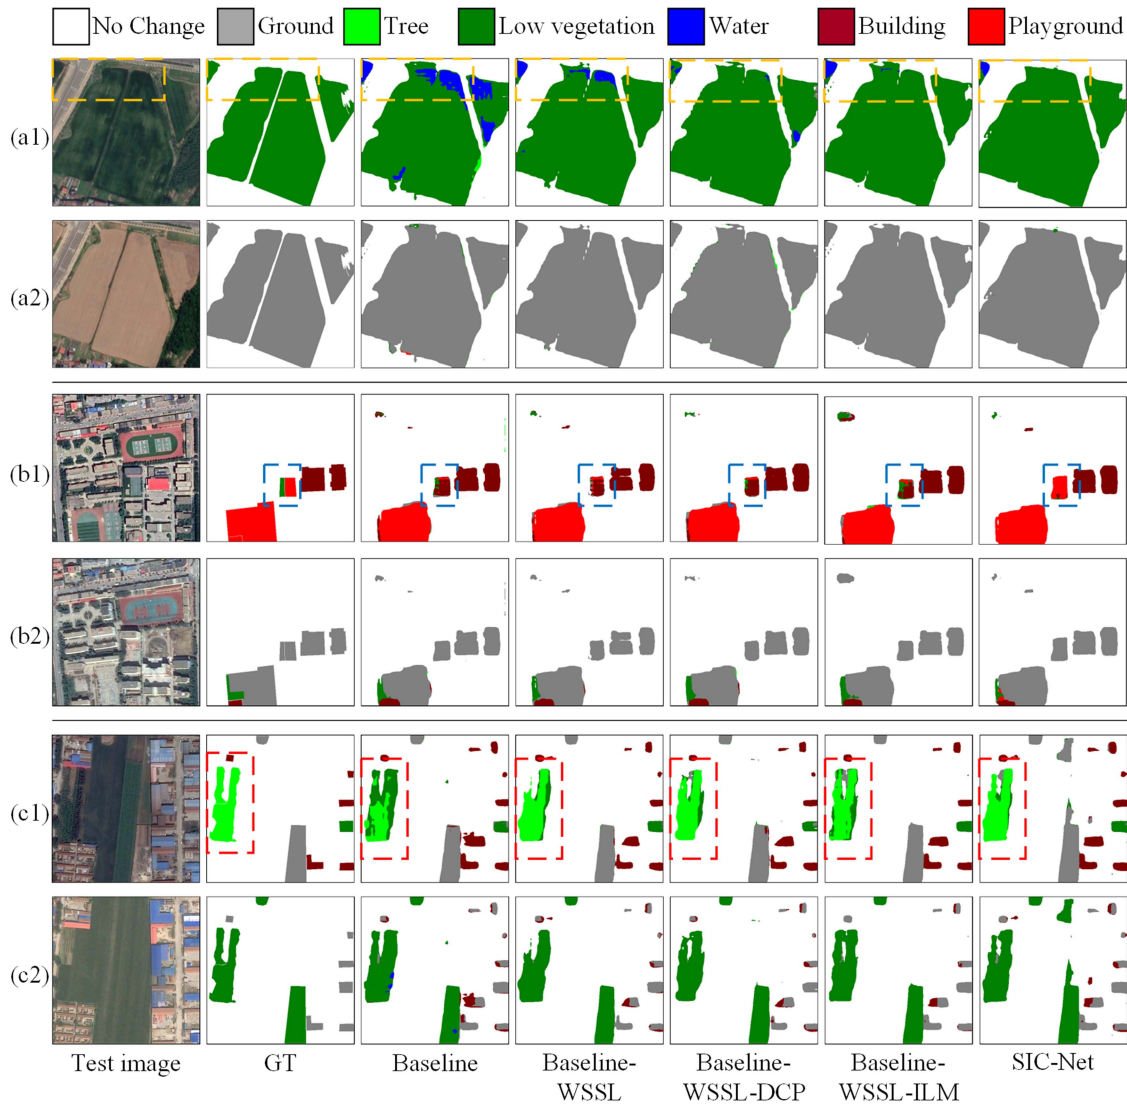 No Change Ground Tree Low vegetation Water Building Playground
(a1)
(a2)
(b1)
(b2)
(c1)
(c2)
Test image GT Baseline Baseline- Baseline- Baseline- SIC-Net
WSSL WSSL-DCP WSSL-ILM